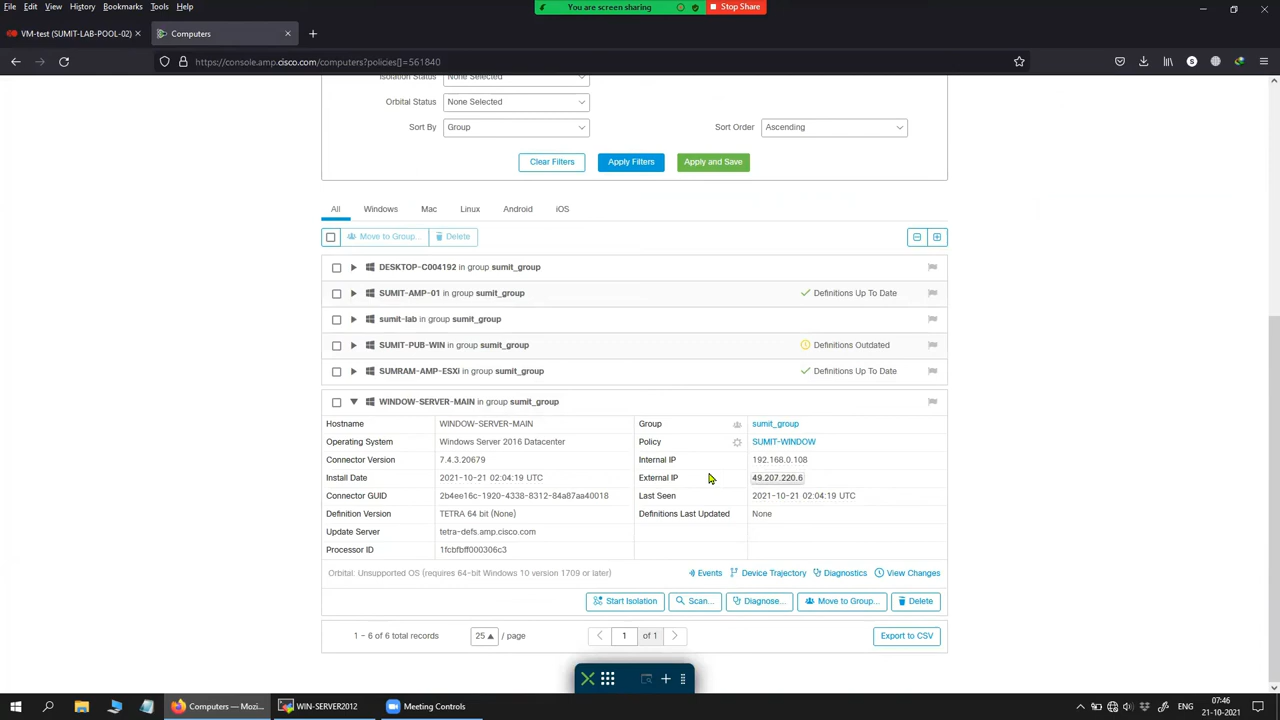 File Edit View History Bookmarks Tools Help
You are screen sharing
Stop Share
VM-test (SUMIT-LAB-POOL-02)
Computers
https://console.amp.cisco.com/computers?policies[]=561840
Isolation Status None Selected
Orbital Status None Selected
Sort By Group Sort Order Ascending
Clear Filters Apply Filters Apply and Save
All Windows Mac Linux Android iOS
Move to Group... Delete
DESKTOP-C004192 in group sumit_group
SUMIT-AMP-01 in group sumit_group Definitions Up To Date
sumit-lab in group sumit_group
SUMIT-PUB-WIN in group sumit_group Definitions Outdated
SUMRAM-AMP-ESXi in group sumit_group Definitions Up To Date
WINDOW-SERVER-MAIN in group sumit_group
Hostname WINDOW-SERVER-MAIN Group sumit_group
Operating System Windows Server 2016 Datacenter Policy SUMIT-WINDOW
Connector Version 7.4.3.20679 Internal IP 192.168.0.108
Install Date 2021-10-21 02:04:19 UTC External IP 49.207.220.6
Connector GUID 2b4ee16c-1920-4338-8312-84a87aa40018 Last Seen 2021-10-21 02:04:19 UTC
Definition Version TETRA 64 bit (None) Definitions Last Updated None
Update Server tetra-defs.amp.cisco.com
Processor ID 1fcbfbff000306c3
Orbital: Unsupported OS (requires 64-bit Windows 10 version 1709 or later) Events Device Trajectory Diagnostics View Changes
Start Isolation Scan... Diagnose... Move to Group... Delete
1 - 6 of 6 total records 25 / page 1 of 1 Export to CSV
Computers — Mozi...
WIN-SERVER2012
Meeting Controls
ENG
07:46
21-10-2021